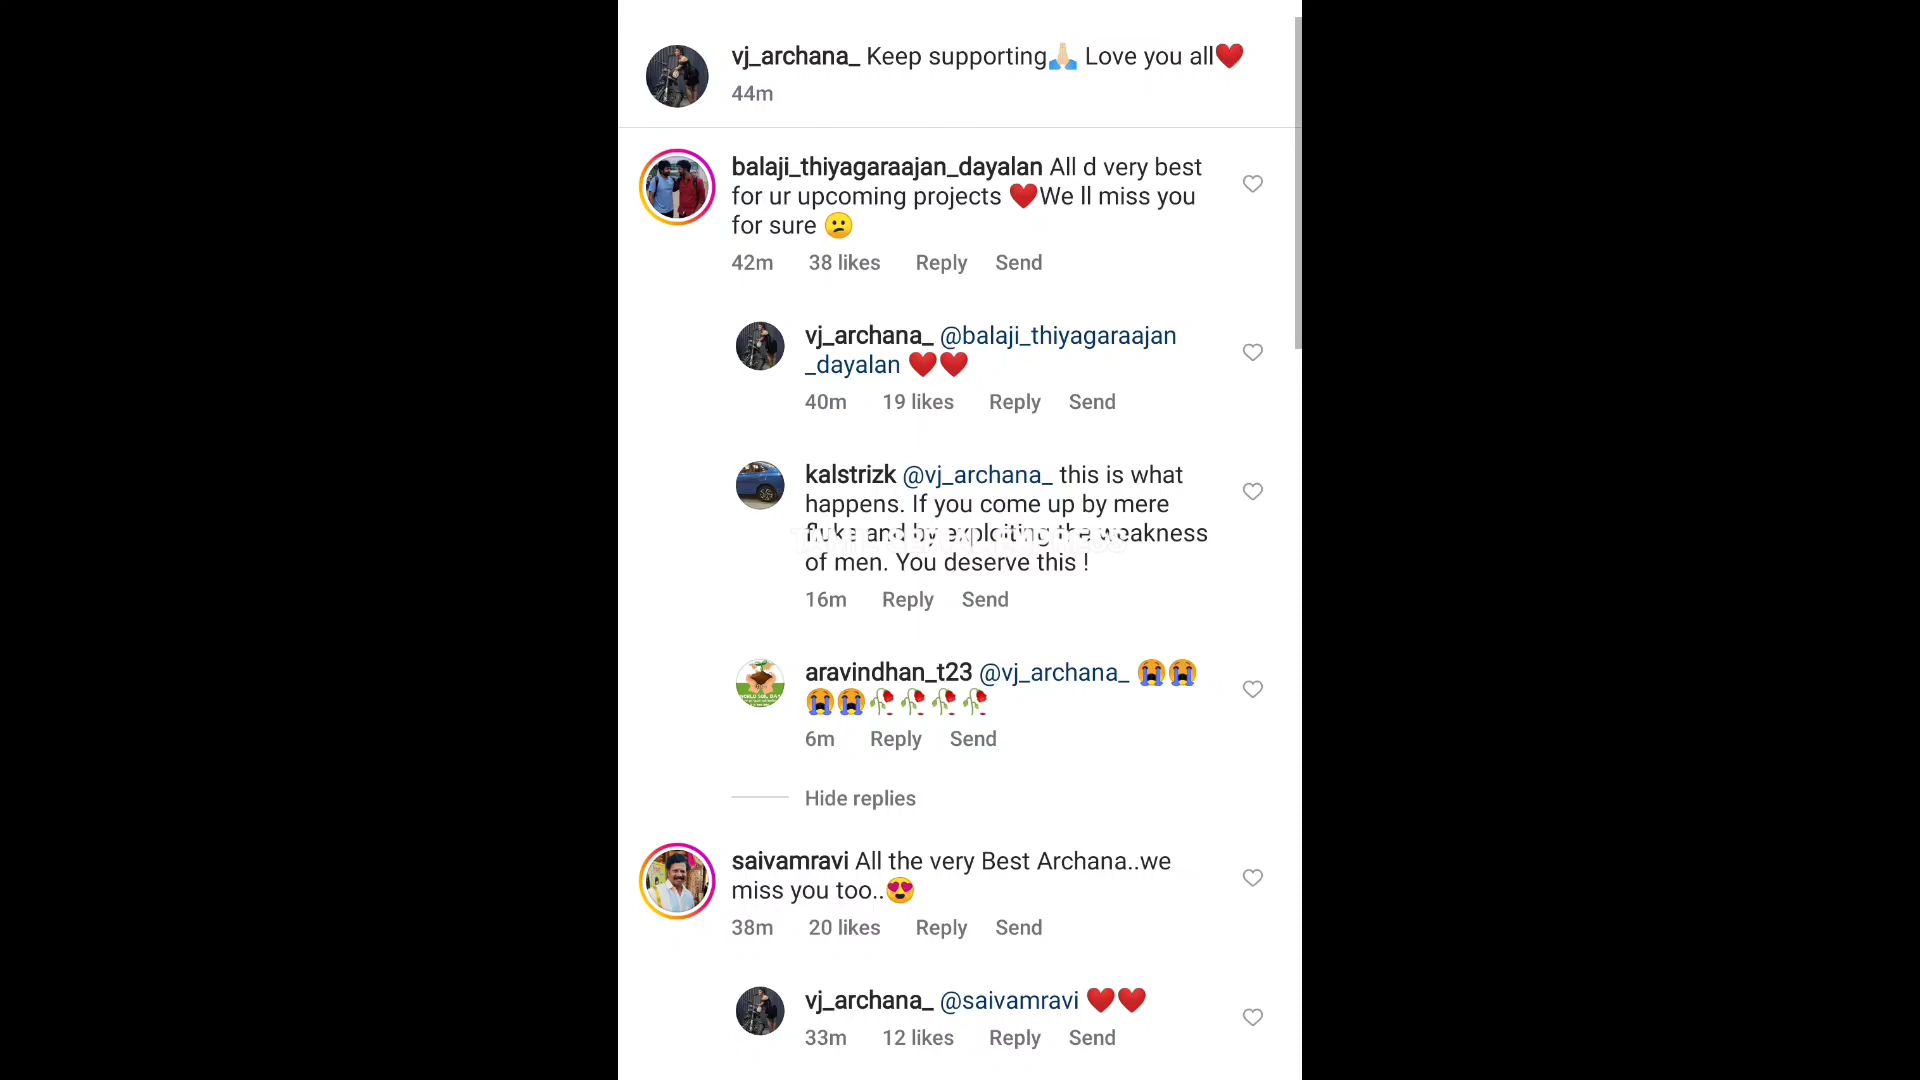 vj_archana_ Keep supporting🙏🏻 Love you all❤️
44m
balaji_thiyagaraajan_dayalan All d very best
for ur upcoming projects ❤️We ll miss you
for sure 😕
42m 38 likes Reply Send
vj_archana_ @balaji_thiyagaraajan
_dayalan ❤️❤️
40m 19 likes Reply Send
kalstrizk @vj_archana_ this is what
happens. If you come up by mere
fluke and by exploiting the weakness
of men. You deserve this !
16m Reply Send
aravindhan_t23 @vj_archana_ 😭😭
😭😭🥀🥀🥀🥀
6m Reply Send
Hide replies
saivamravi All the very Best Archana..we
miss you too..😍
38m 20 likes Reply Send
vj_archana_ @saivamravi ❤️❤️
33m 12 likes Reply Send